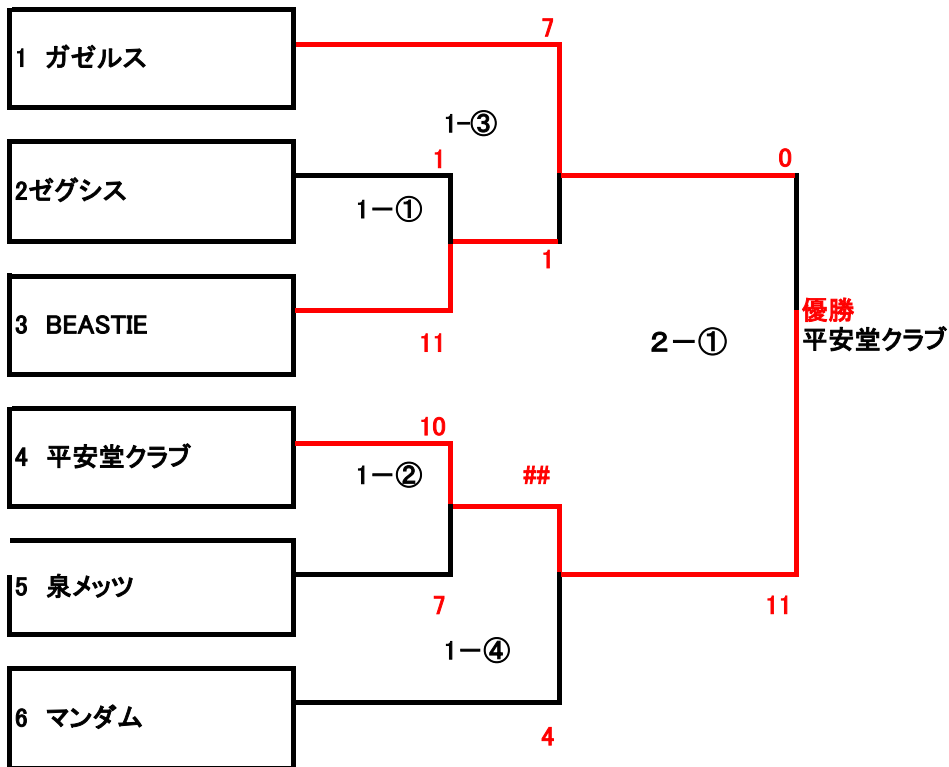 7
1 ガゼルス
1-③
1
0
2ゼグシス
1-①
1
優勝
3 BEASTIE
11
2-①
平安堂クラブ
10
4 平安堂クラブ
1-②
##
5 泉メッツ
7
11
1-④
6 マンダム
4